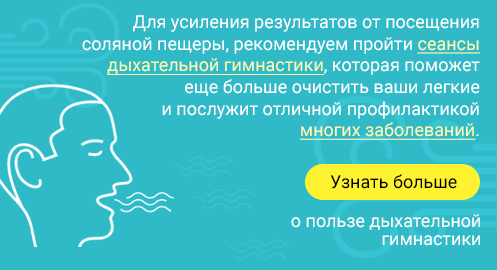 Для усиления результатов от посещения
соляной пещеры, рекомендуем пройти сеансы
дыхательной гимнастики, которая поможет
еще больше очистить ваши легкие
и послужит отличной профилактикой
многих заболеваний.
Узнать больше
о пользе дыхательной
гимнастики